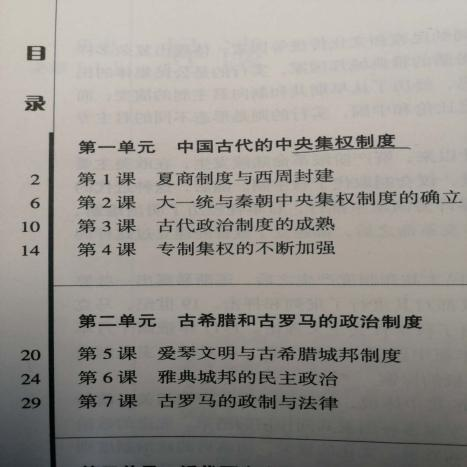 目录
第一单元 中国古代的中央集权制度
2 第1课 夏商制度与西周封建
6 第2课 大一统与秦朝中央集权制度的确立
10 第3课 古代政治制度的成熟
14 第4课 专制集权的不断加强
第二单元 古希腊和古罗马的政治制度
20 第5课 爱琴文明与古希腊城邦制度
24 第6课 雅典城邦的民主政治
29 第7课 古罗马的政制与法律